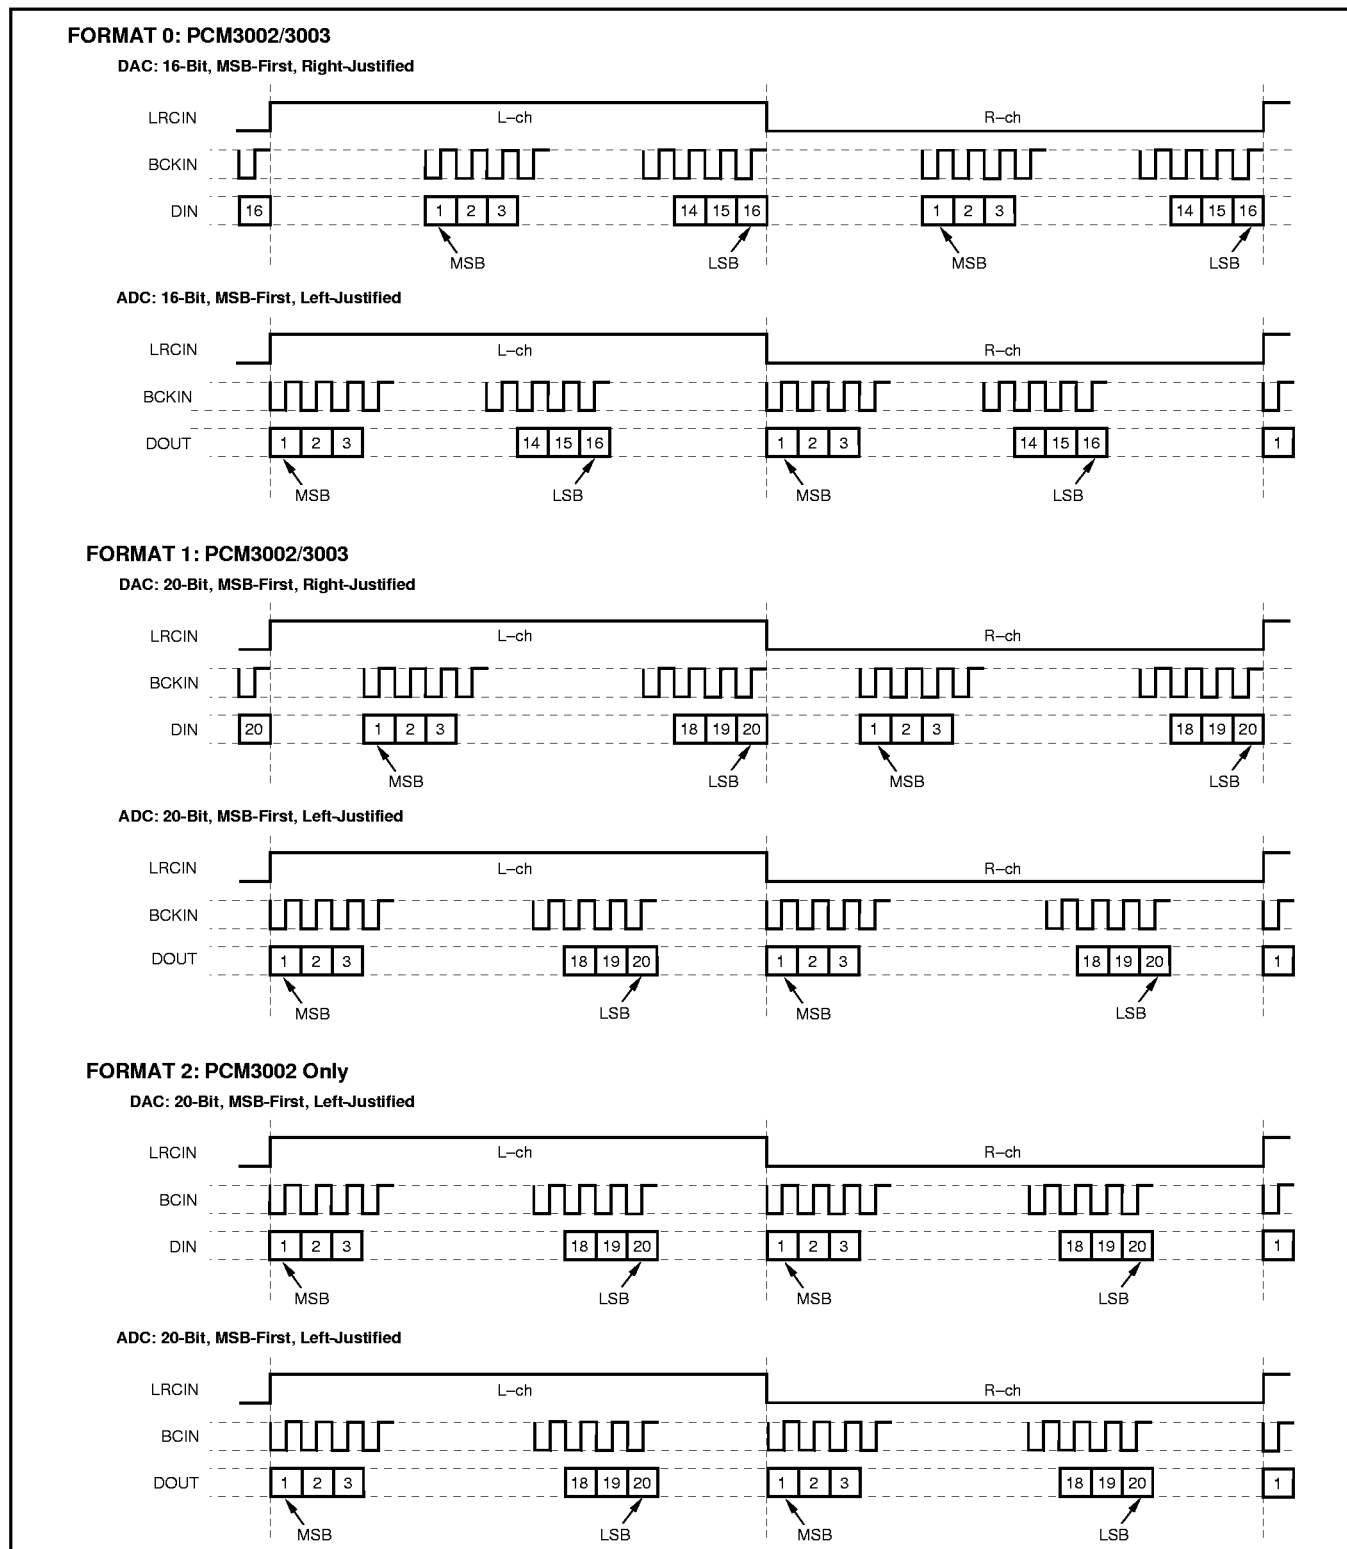 FORMAT 0: PCM3002/3003
DAC: 16-Bit, MSB-First, Right-Justified
LRCIN L–ch R–ch
BCKIN
DIN 16 1 2 3 14 15 16 1 2 3 14 15 16
MSB LSB MSB LSB
ADC: 16-Bit, MSB-First, Left-Justified
LRCIN L–ch R–ch
BCKIN
DOUT 1 2 3 14 15 16 1 2 3 14 15 16 1
MSB LSB MSB LSB
FORMAT 1: PCM3002/3003
DAC: 20-Bit, MSB-First, Right-Justified
LRCIN L–ch R–ch
BCKIN
DIN 20 1 2 3 18 19 20 1 2 3 18 19 20
MSB LSB MSB LSB
ADC: 20-Bit, MSB-First, Left-Justified
LRCIN L–ch R–ch
BCKIN
DOUT 1 2 3 18 19 20 1 2 3 18 19 20 1
MSB LSB MSB LSB
FORMAT 2: PCM3002 Only
DAC: 20-Bit, MSB-First, Left-Justified
LRCIN L–ch R–ch
BCIN
DIN 1 2 3 18 19 20 1 2 3 18 19 20 1
MSB LSB MSB LSB
ADC: 20-Bit, MSB-First, Left-Justified
LRCIN L–ch R–ch
BCIN
DOUT 1 2 3 18 19 20 1 2 3 18 19 20 1
MSB LSB MSB LSB